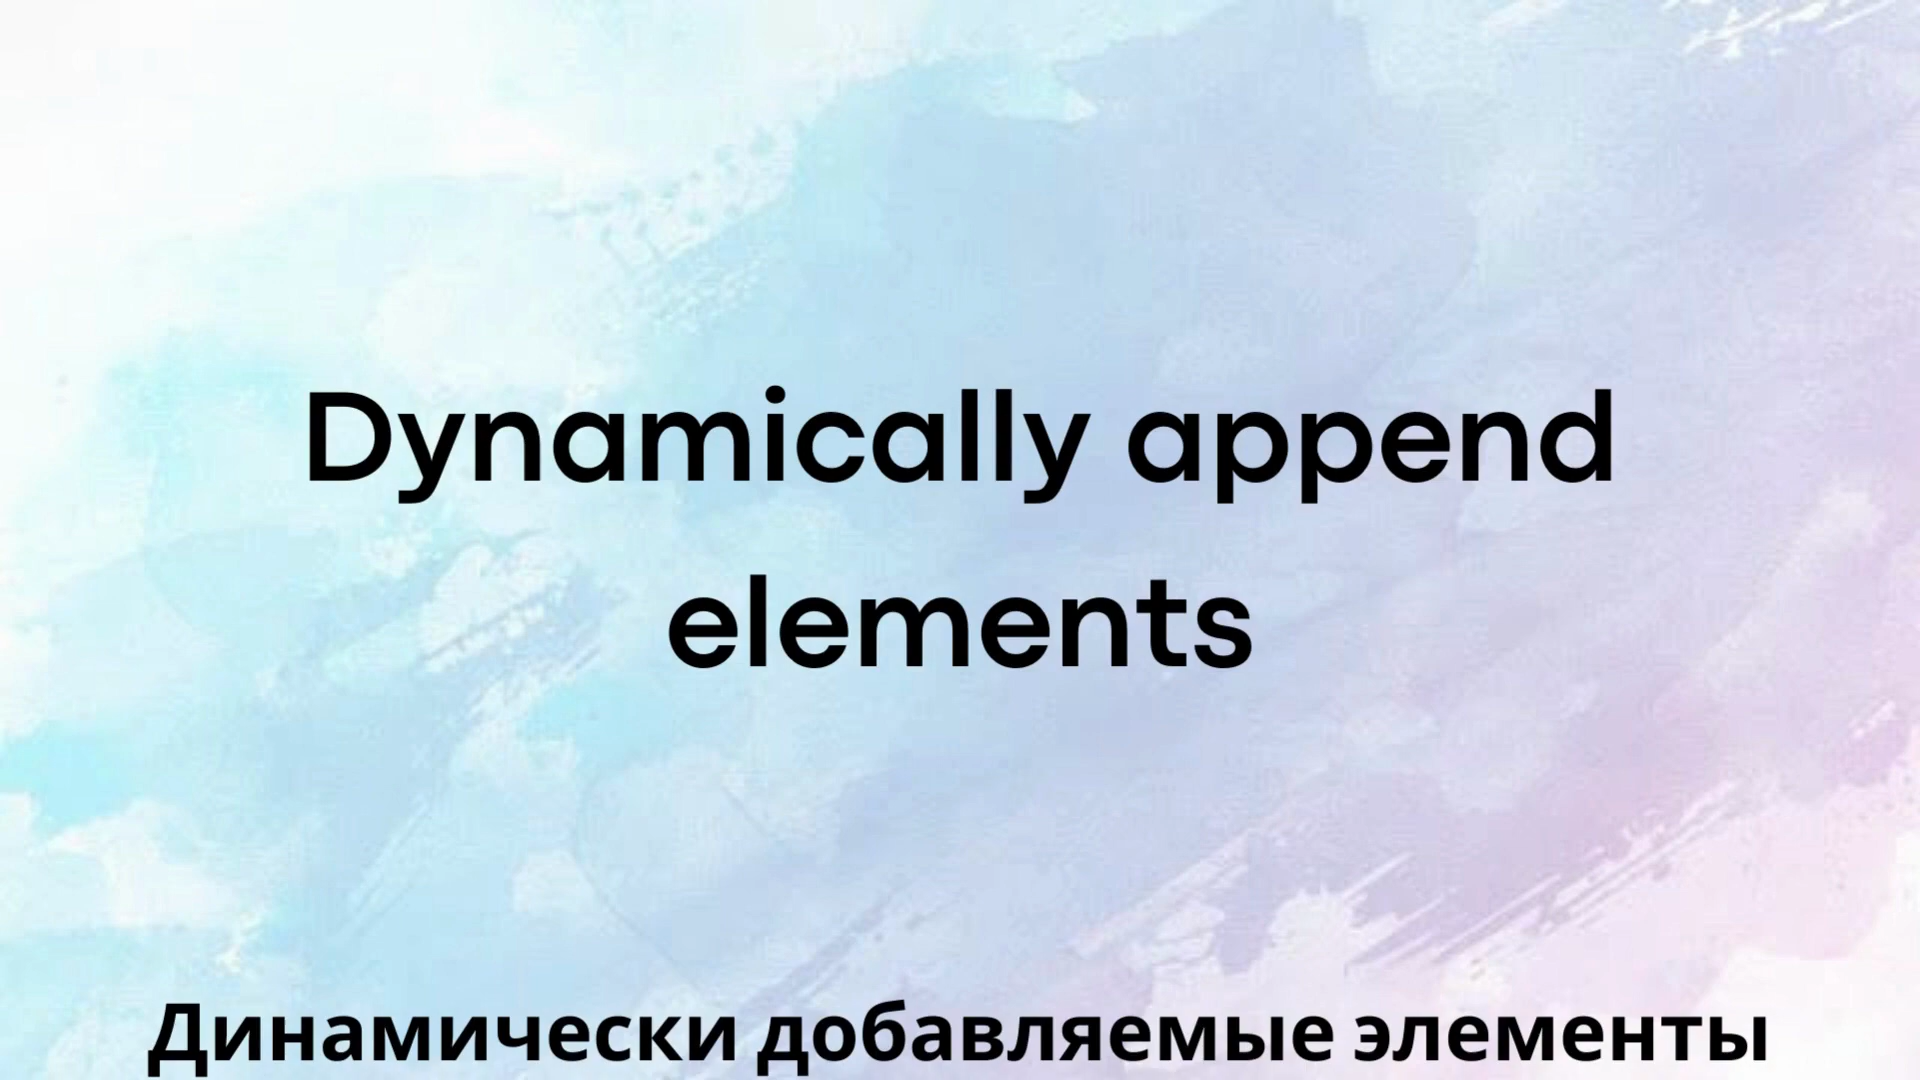 Dynamically append
elements
Динамически добавляемые элементы